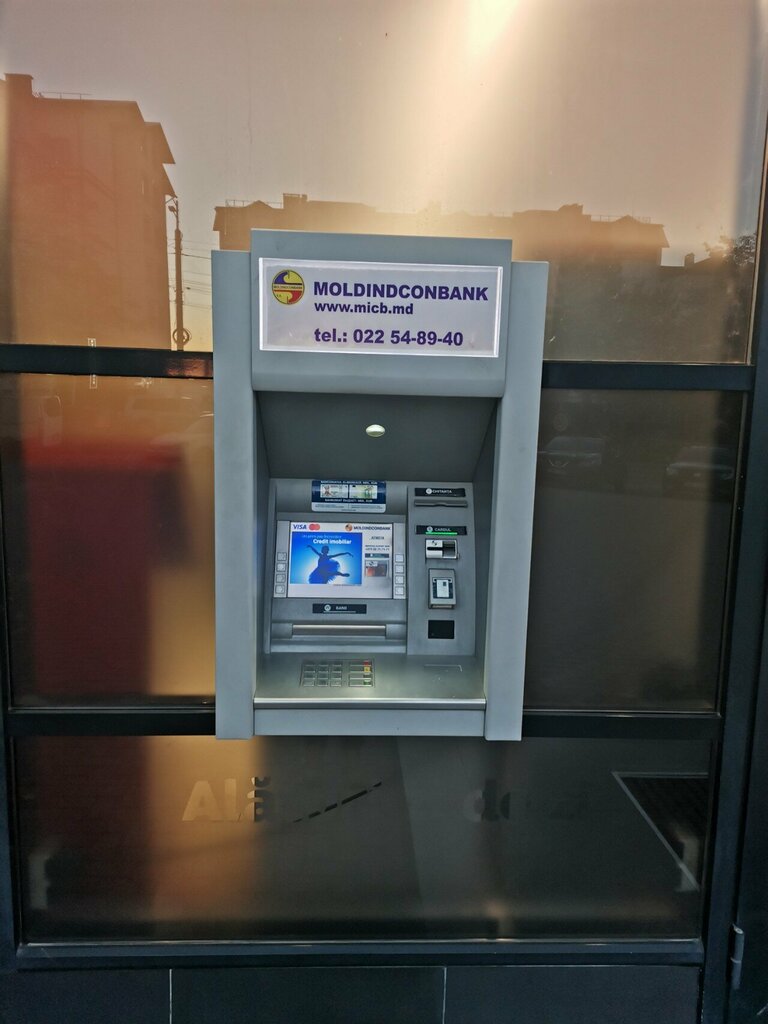 MOLDINDCONBANK
www.micb.md
tel.: 022 54-89-40
CHITANTA
CARDUL
VISA
MOLDINDCONBANK
Credit imobiliar
BANII